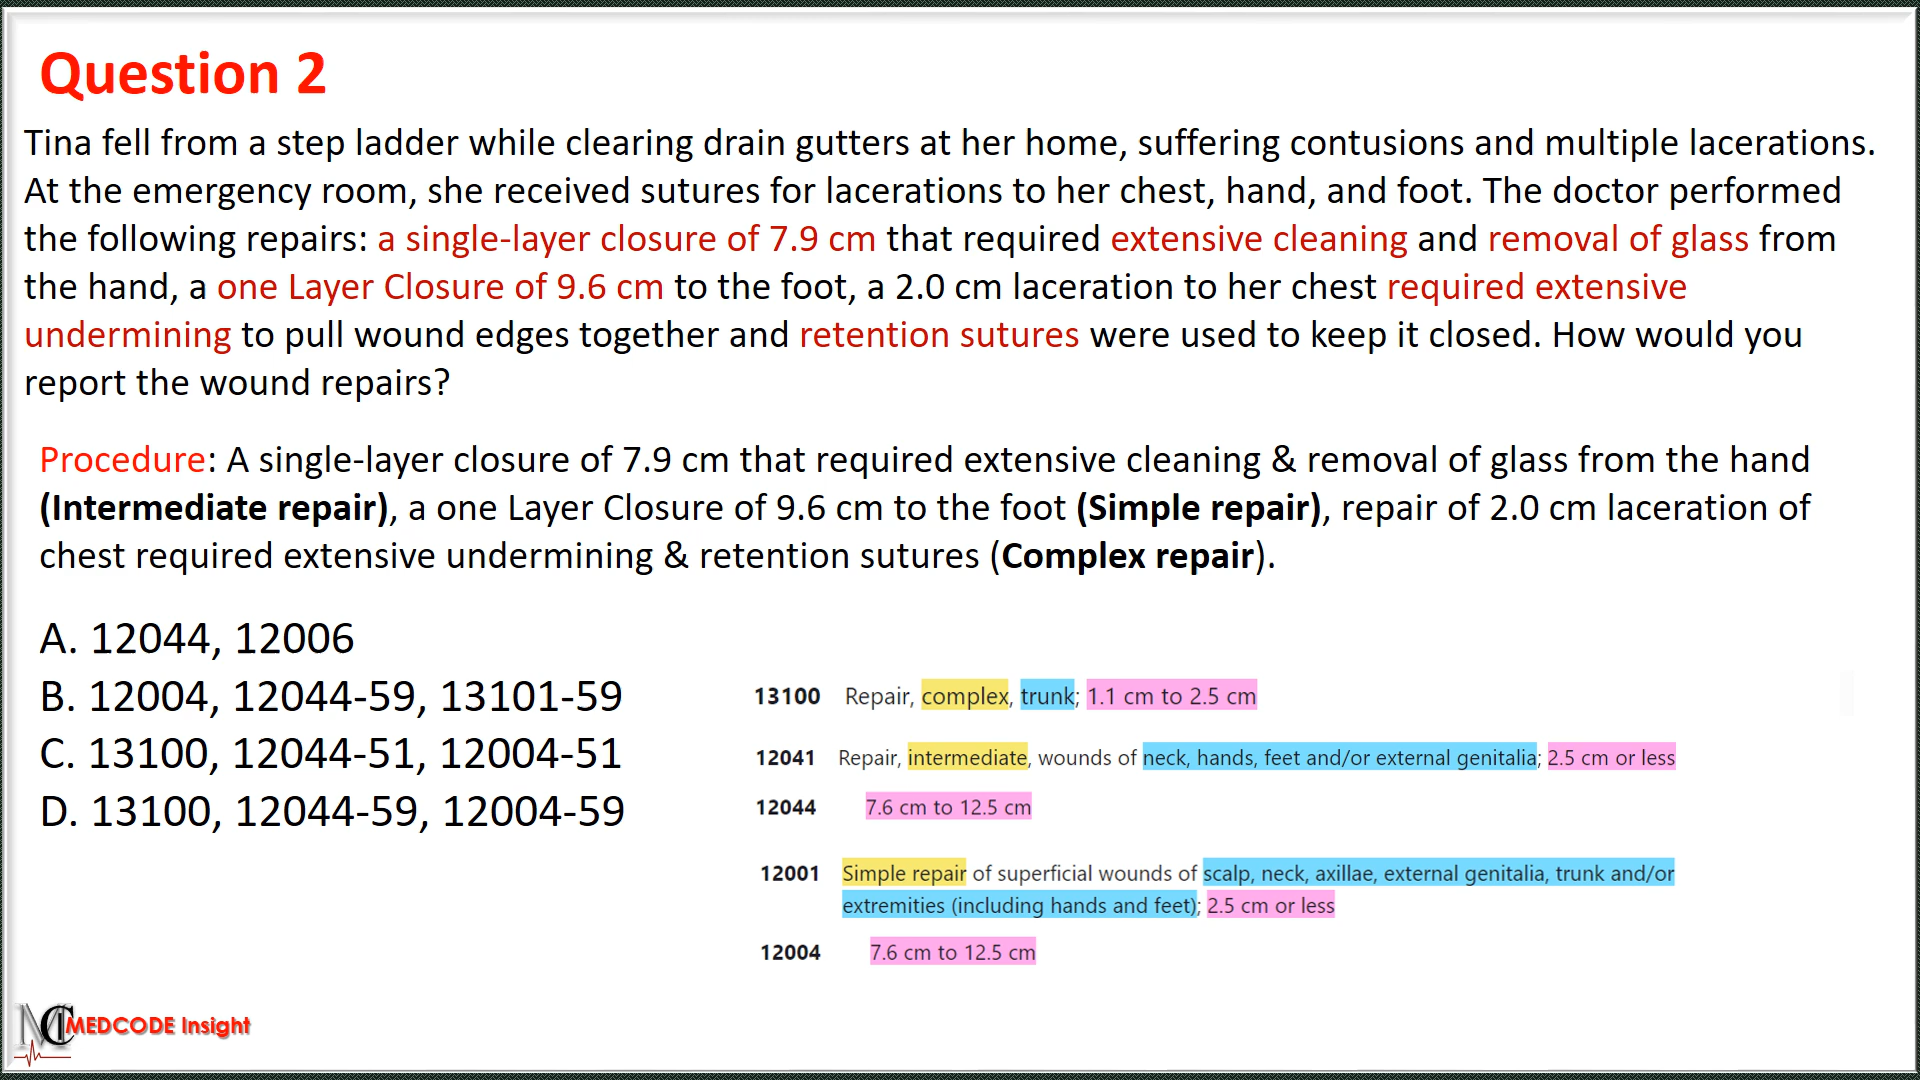 Question 2
Tina fell from a step ladder while clearing drain gutters at her home, suffering contusions and multiple lacerations.
At the emergency room, she received sutures for lacerations to her chest, hand, and foot. The doctor performed
the following repairs: a single-layer closure of 7.9 cm that required extensive cleaning and removal of glass from
the hand, a one Layer Closure of 9.6 cm to the foot, a 2.0 cm laceration to her chest required extensive
undermining to pull wound edges together and retention sutures were used to keep it closed. How would you
report the wound repairs?
Procedure: A single-layer closure of 7.9 cm that required extensive cleaning & removal of glass from the hand
(Intermediate repair), a one Layer Closure of 9.6 cm to the foot (Simple repair), repair of 2.0 cm laceration of
chest required extensive undermining & retention sutures (Complex repair).
A. 12044, 12006
B. 12004, 12044-59, 13101-59
C. 13100, 12044-51, 12004-51
D. 13100, 12044-59, 12004-59
13100 Repair, complex, trunk; 1.1 cm to 2.5 cm
12041 Repair, intermediate, wounds of neck, hands, feet and/or external genitalia; 2.5 cm or less
12044 7.6 cm to 12.5 cm
12001 Simple repair of superficial wounds of scalp, neck, axillae, external genitalia, trunk and/or
extremities (including hands and feet); 2.5 cm or less
12004 7.6 cm to 12.5 cm
MC MEDCODE Insight